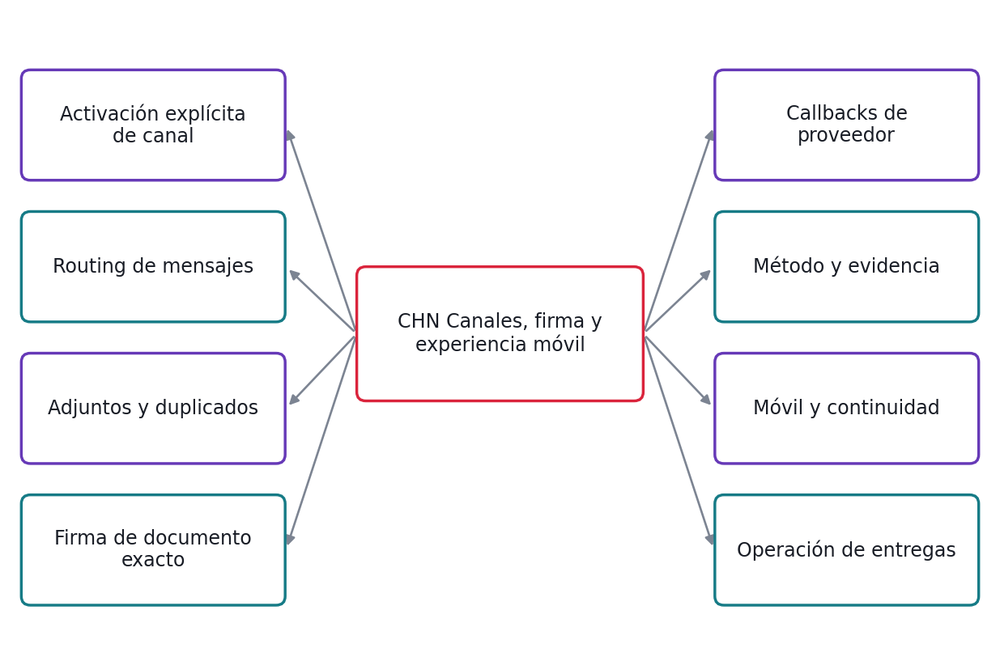 Activación explícita
de canal
Routing de mensajes
Adjuntos y duplicados
Firma de documento
exacto
CHN Canales, firma y
experiencia móvil
Callbacks de
proveedor
Método y evidencia
Móvil y continuidad
Operación de entregas